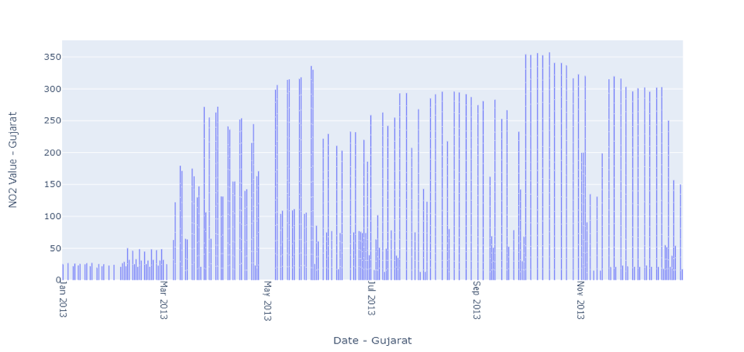 350
300
250
200
150
100
50
0
NO2 Value - Gujarat
Jan 2013
Mar 2013
May 2013
Jul 2013
Sep 2013
Nov 2013
Date - Gujarat